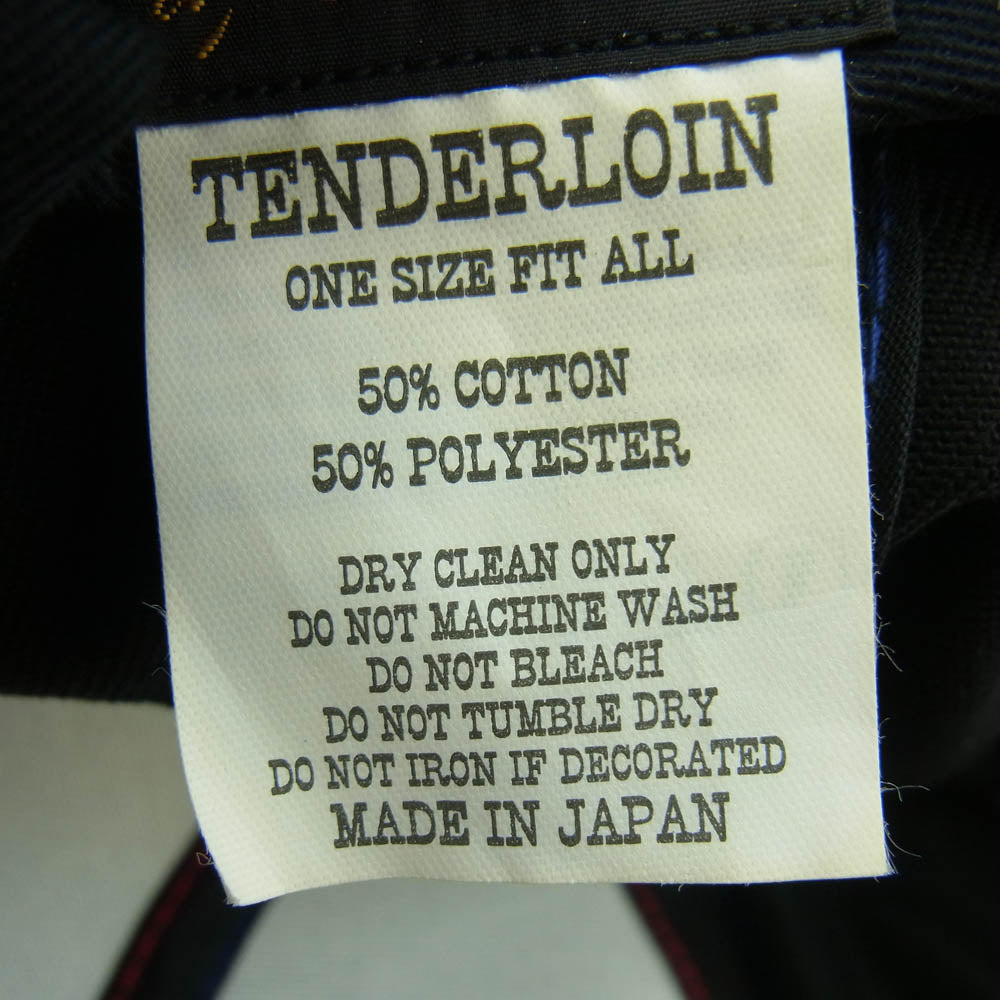 TENDERLOIN
ONE SIZE FIT ALL
50% COTTON
50% POLYESTER
DRY CLEAN ONLY
DO NOT MACHINE WASH
DO NOT BLEACH
DO NOT TUMBLE DRY
DO NOT IRON IF DECORATED
MADE IN JAPAN